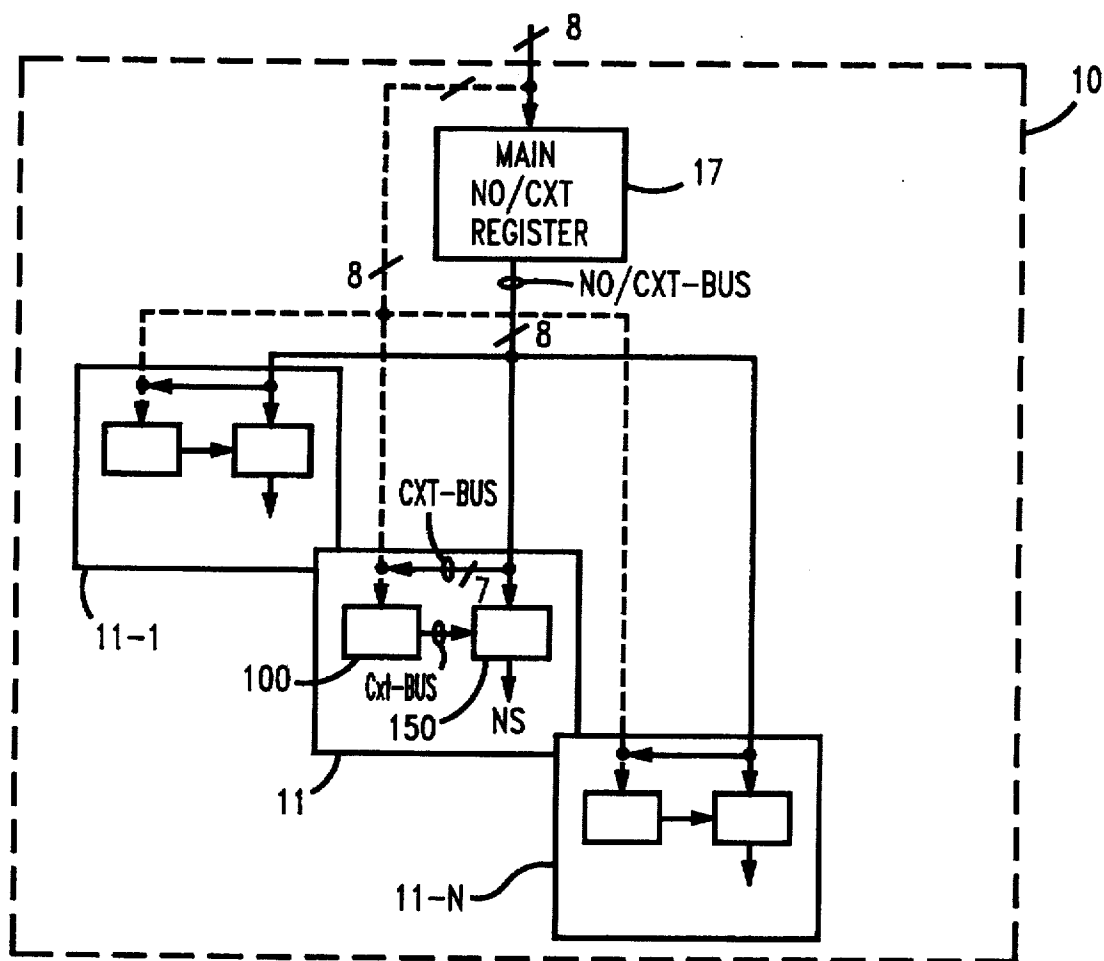 8
10
MAIN
NO/CXT
REGISTER
17
8
NO/CXT-BUS
8
CXT-BUS
7
11-1
100
Cxt-BUS
150
NS
11
11-N